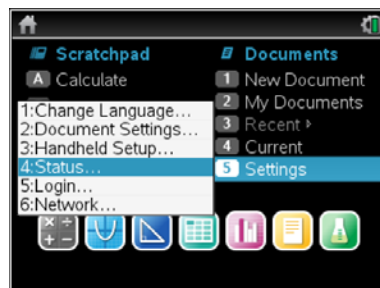 Scratchpad
Documents
A Calculate
1 New Document
2 My Documents
3 Recent ▸
4 Current
5 Settings
1:Change Language...
2:Document Settings...
3:Handheld Setup...
4:Status...
5:Login...
6:Network...